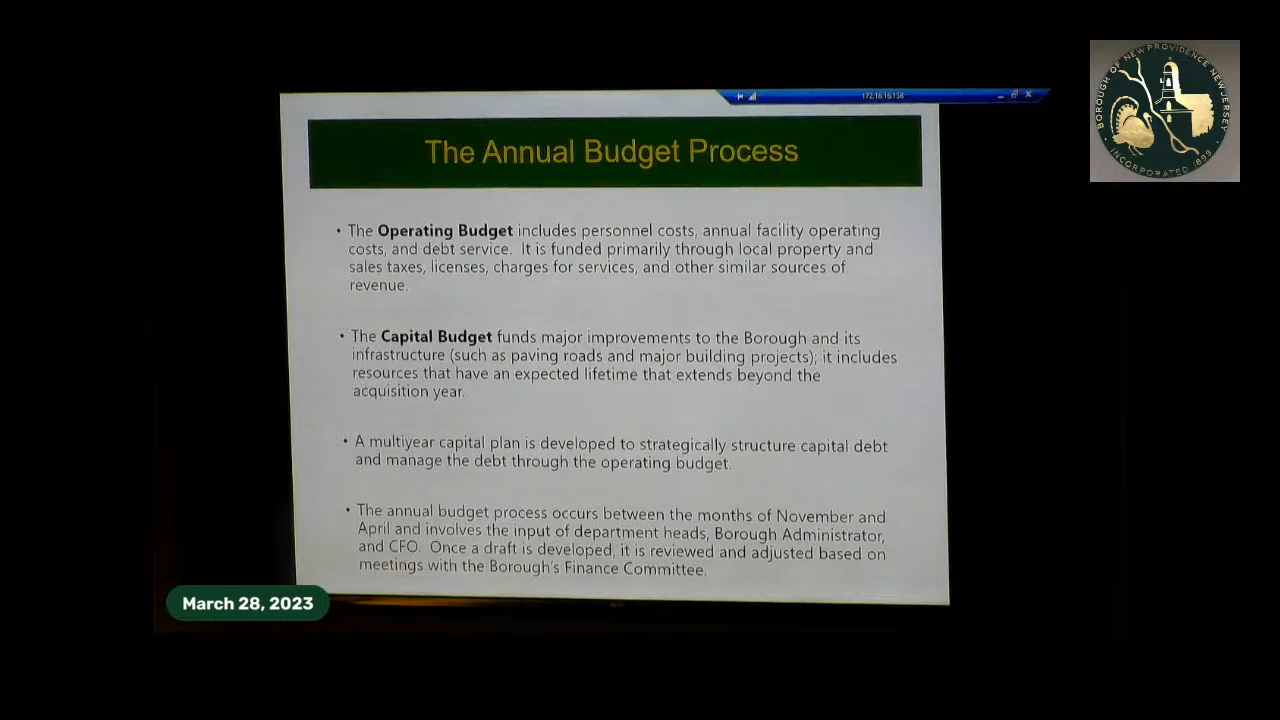 BOROUGH OF NEW PROVIDENCE NEW JERSEY
INCORPORATED 1899
172.16.16.158
The Annual Budget Process
• The Operating Budget includes personnel costs, annual facility operating
costs, and debt service. It is funded primarily through local property and
sales taxes, licenses, charges for services, and other similar sources of
revenue.
• The Capital Budget funds major improvements to the Borough and its
infrastructure (such as paving roads and major building projects); it includes
resources that have an expected lifetime that extends beyond the
acquisition year.
• A multiyear capital plan is developed to strategically structure capital debt
and manage the debt through the operating budget.
• The annual budget process occurs between the months of November and
April and involves the input of department heads, Borough Administrator,
and CFO. Once a draft is developed, it is reviewed and adjusted based on
meetings with the Borough's Finance Committee.
March 28, 2023